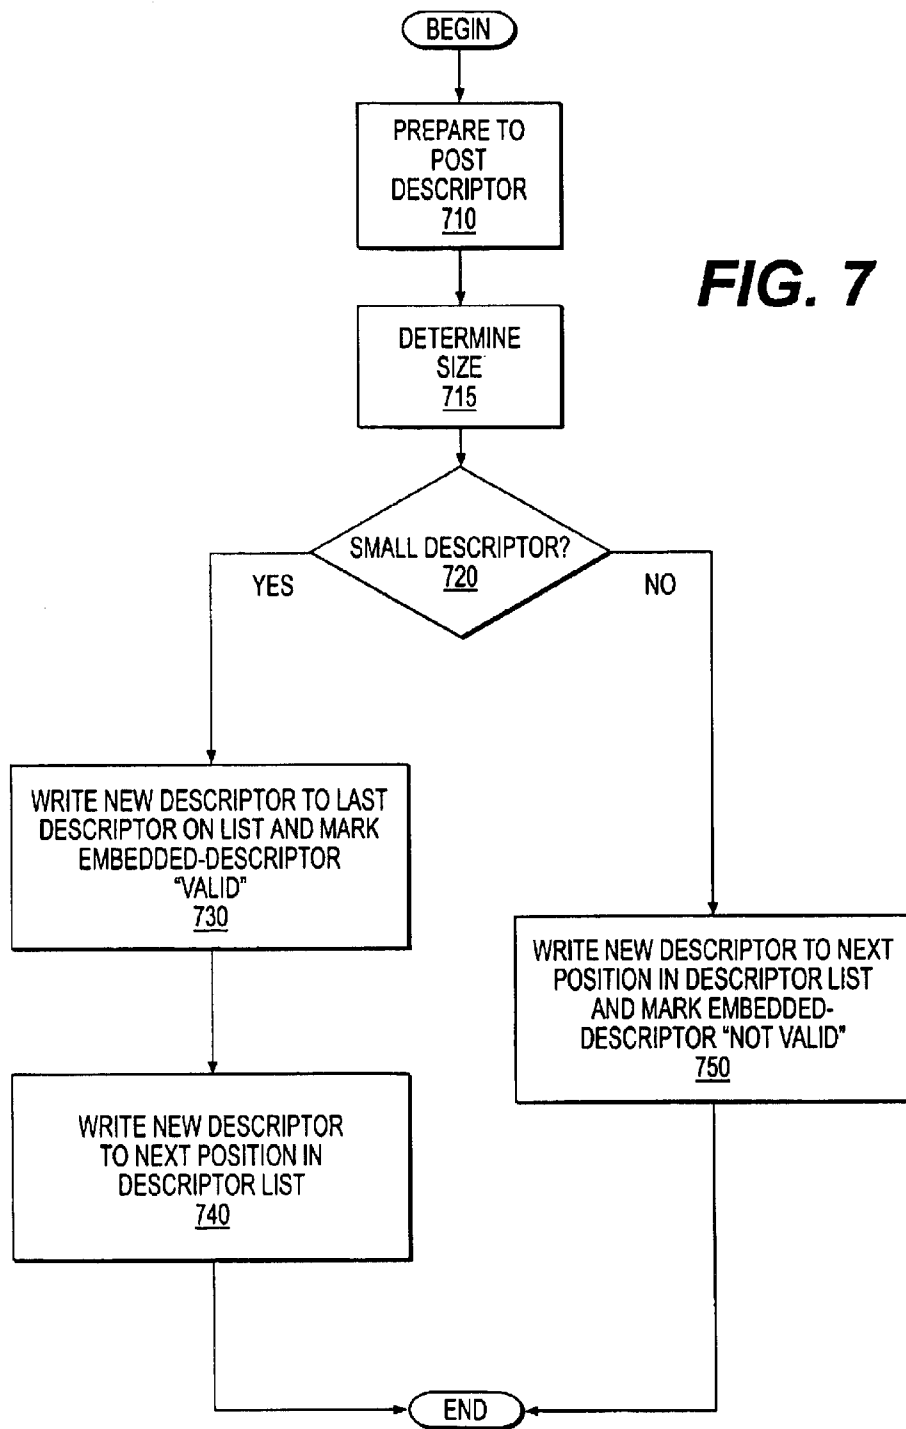 BEGIN
PREPARE TO
POST
DESCRIPTOR
710
FIG. 7
DETERMINE
SIZE
715
SMALL DESCRIPTOR?
720
YES
NO
WRITE NEW DESCRIPTOR TO LAST
DESCRIPTOR ON LIST AND MARK
EMBEDDED-DESCRIPTOR
"VALID"
730
WRITE NEW DESCRIPTOR TO NEXT
POSITION IN DESCRIPTOR LIST
AND MARK EMBEDDED-
DESCRIPTOR "NOT VALID"
750
WRITE NEW DESCRIPTOR
TO NEXT POSITION IN
DESCRIPTOR LIST
740
END